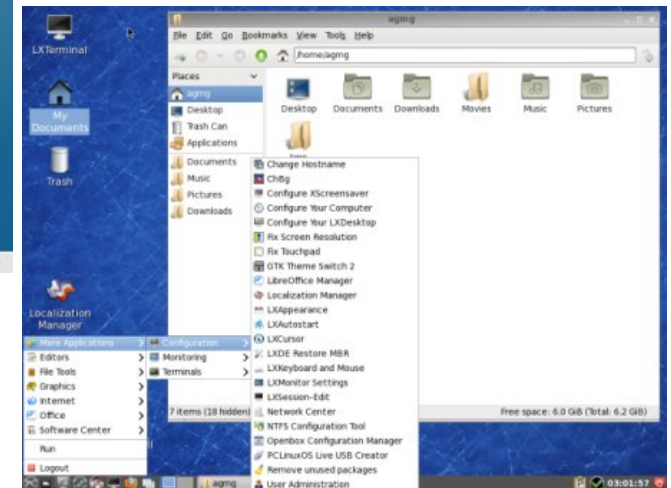 LXTerminal
My
Documents
Trash
Localization
Manager
agmg
File Edit Go Bookmarks View Tools Help
/home/agmg
Places
agmg
Desktop
Trash Can
Applications
Documents
Music
Pictures
Downloads
Desktop
Documents
Downloads
Movies
Music
Pictures
7 items (18 hidden)
Free space: 6.0 GiB (Total: 6.2 GiB)
More Applications
Editors
File Tools
Graphics
Internet
Office
Software Center
Run
Logout
Configuration
Monitoring
Terminals
Change Hostname
ChBg
Configure XScreensaver
Configure Your Computer
Configure Your LXDesktop
Fix Screen Resolution
Fix Touchpad
GTK Theme Switch 2
LibreOffice Manager
Localization Manager
LXAppearance
LXAutostart
LXCursor
LXDE Restore MBR
LXKeyboard and Mouse
LXMonitor Settings
LXSession-Edit
Network Center
NTFS Configuration Tool
Openbox Configuration Manager
PCLinuxOS Live USB Creator
Remove unused packages
User Administration
agmg
03:01:57